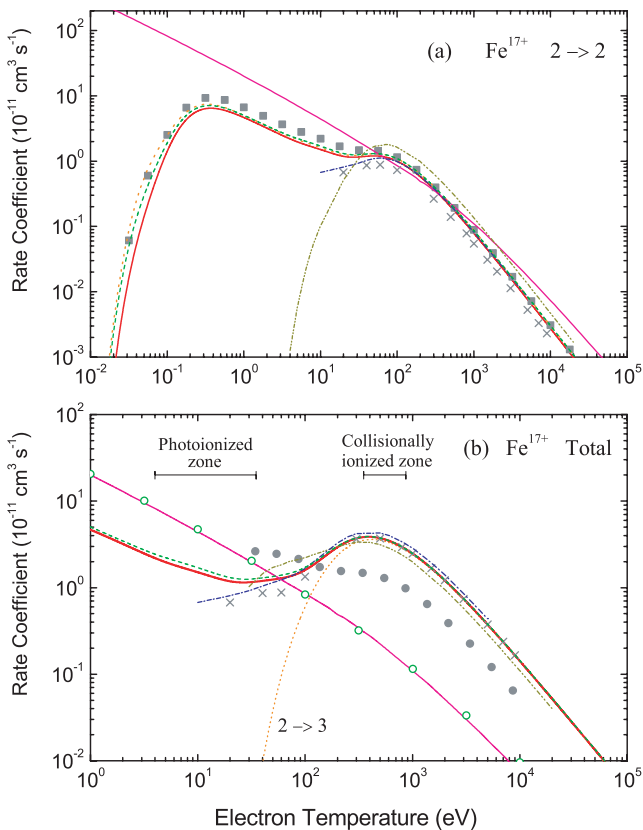 (a) Fe¹⁷⁺ 2 –> 2
10²
10¹
10⁰
10⁻¹
10⁻²
10⁻³
Rate Coefficient (10⁻¹¹ cm³ s⁻¹)
10⁻² 10⁻¹ 10⁰ 10¹ 10² 10³ 10⁴ 10⁵
(b) Fe¹⁷⁺ Total
Photoionized zone
Collisionally ionized zone
10²
10¹
10⁰
10⁻¹
10⁻²
Rate Coefficient (10⁻¹¹ cm³ s⁻¹)
2 –> 3
10⁰ 10¹ 10² 10³ 10⁴ 10⁵
Electron Temperature (eV)